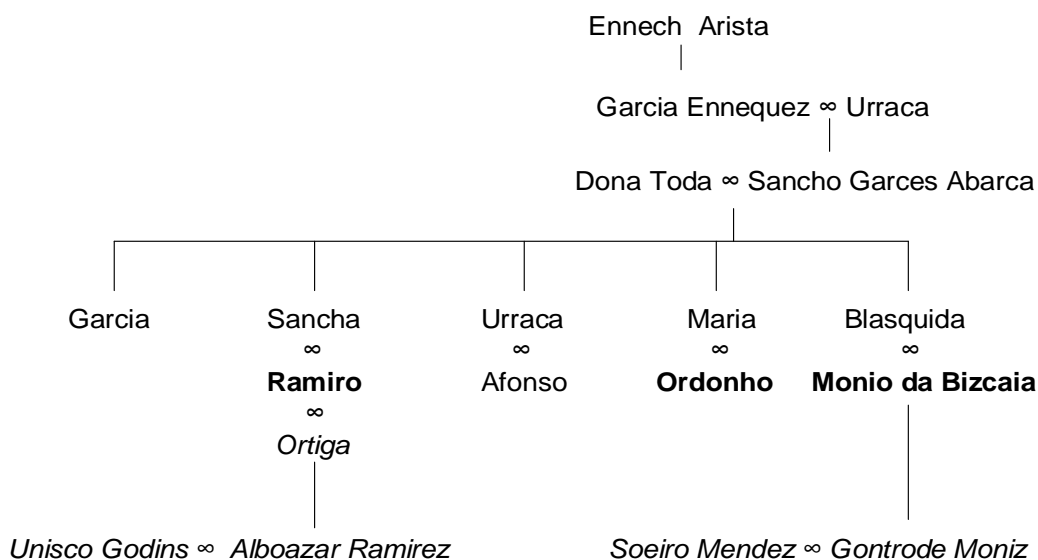 Ennech Arista
Garcia Ennequez ∞ Urraca
Dona Toda ∞ Sancho Garces Abarca
Garcia Sancha Urraca Maria Blasquida
∞ ∞ ∞ ∞
Ramiro Afonso Ordonho Monio da Bizcaia
∞
Ortiga
Unisco Godins ∞ Alboazar Ramirez Soeiro Mendez ∞ Gontrode Moniz